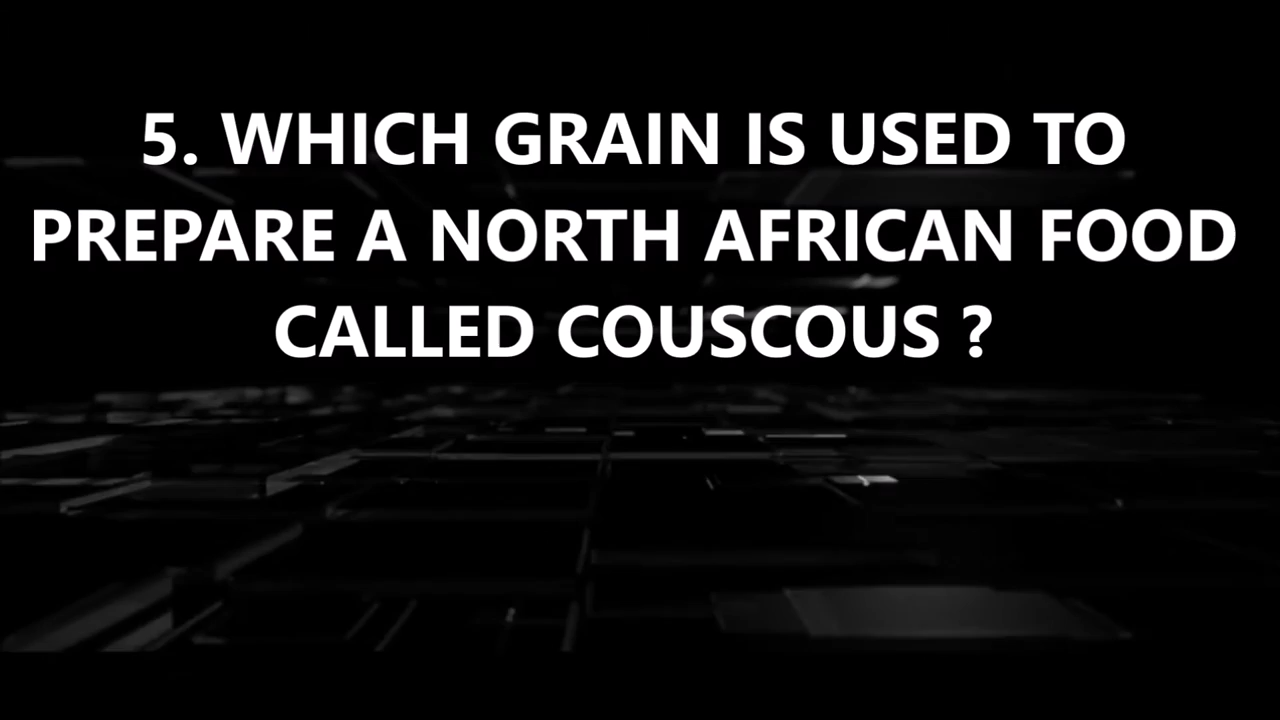 5. WHICH GRAIN IS USED TO
PREPARE A NORTH AFRICAN FOOD
CALLED COUSCOUS ?